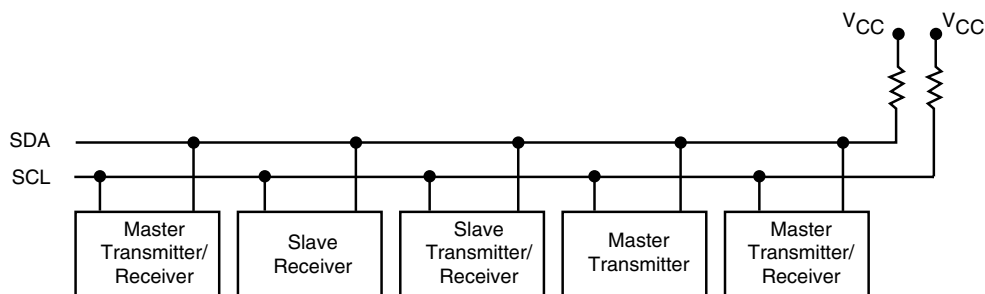 VCC VCC
SDA
SCL
Master
Transmitter/
Receiver
Slave
Receiver
Slave
Transmitter/
Receiver
Master
Transmitter
Master
Transmitter/
Receiver